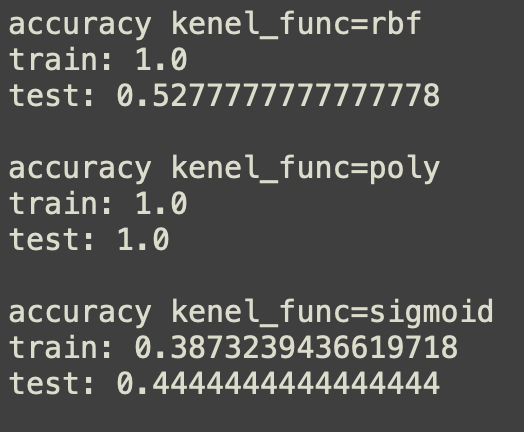 accuracy kenel_func=rbf
train: 1.0
test: 0.5277777777777778
accuracy kenel_func=poly
train: 1.0
test: 1.0
accuracy kenel_func=sigmoid
train: 0.3873239436619718
test: 0.4444444444444444